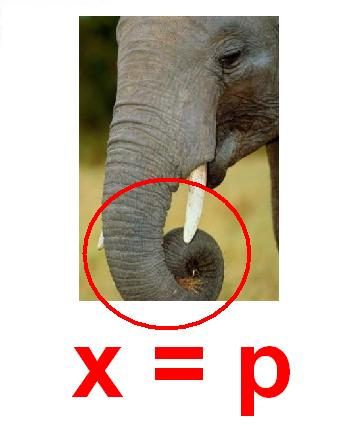 x = p